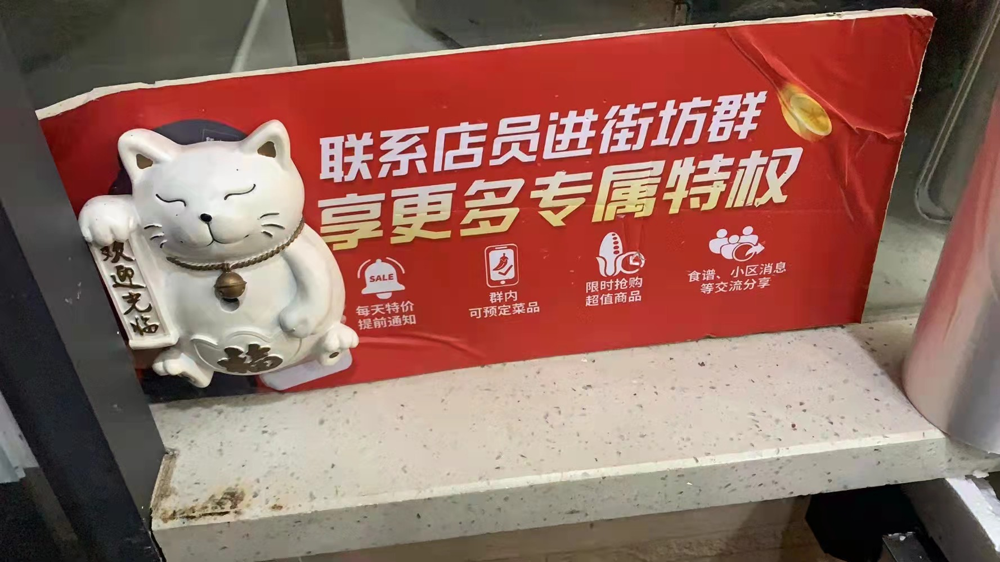 联系店员进街坊群
享更多专属特权
SALE
每天特价
提前通知
群内
可预定菜品
限时抢购
超值商品
食谱、小区消息
等交流分享
欢迎光临
福